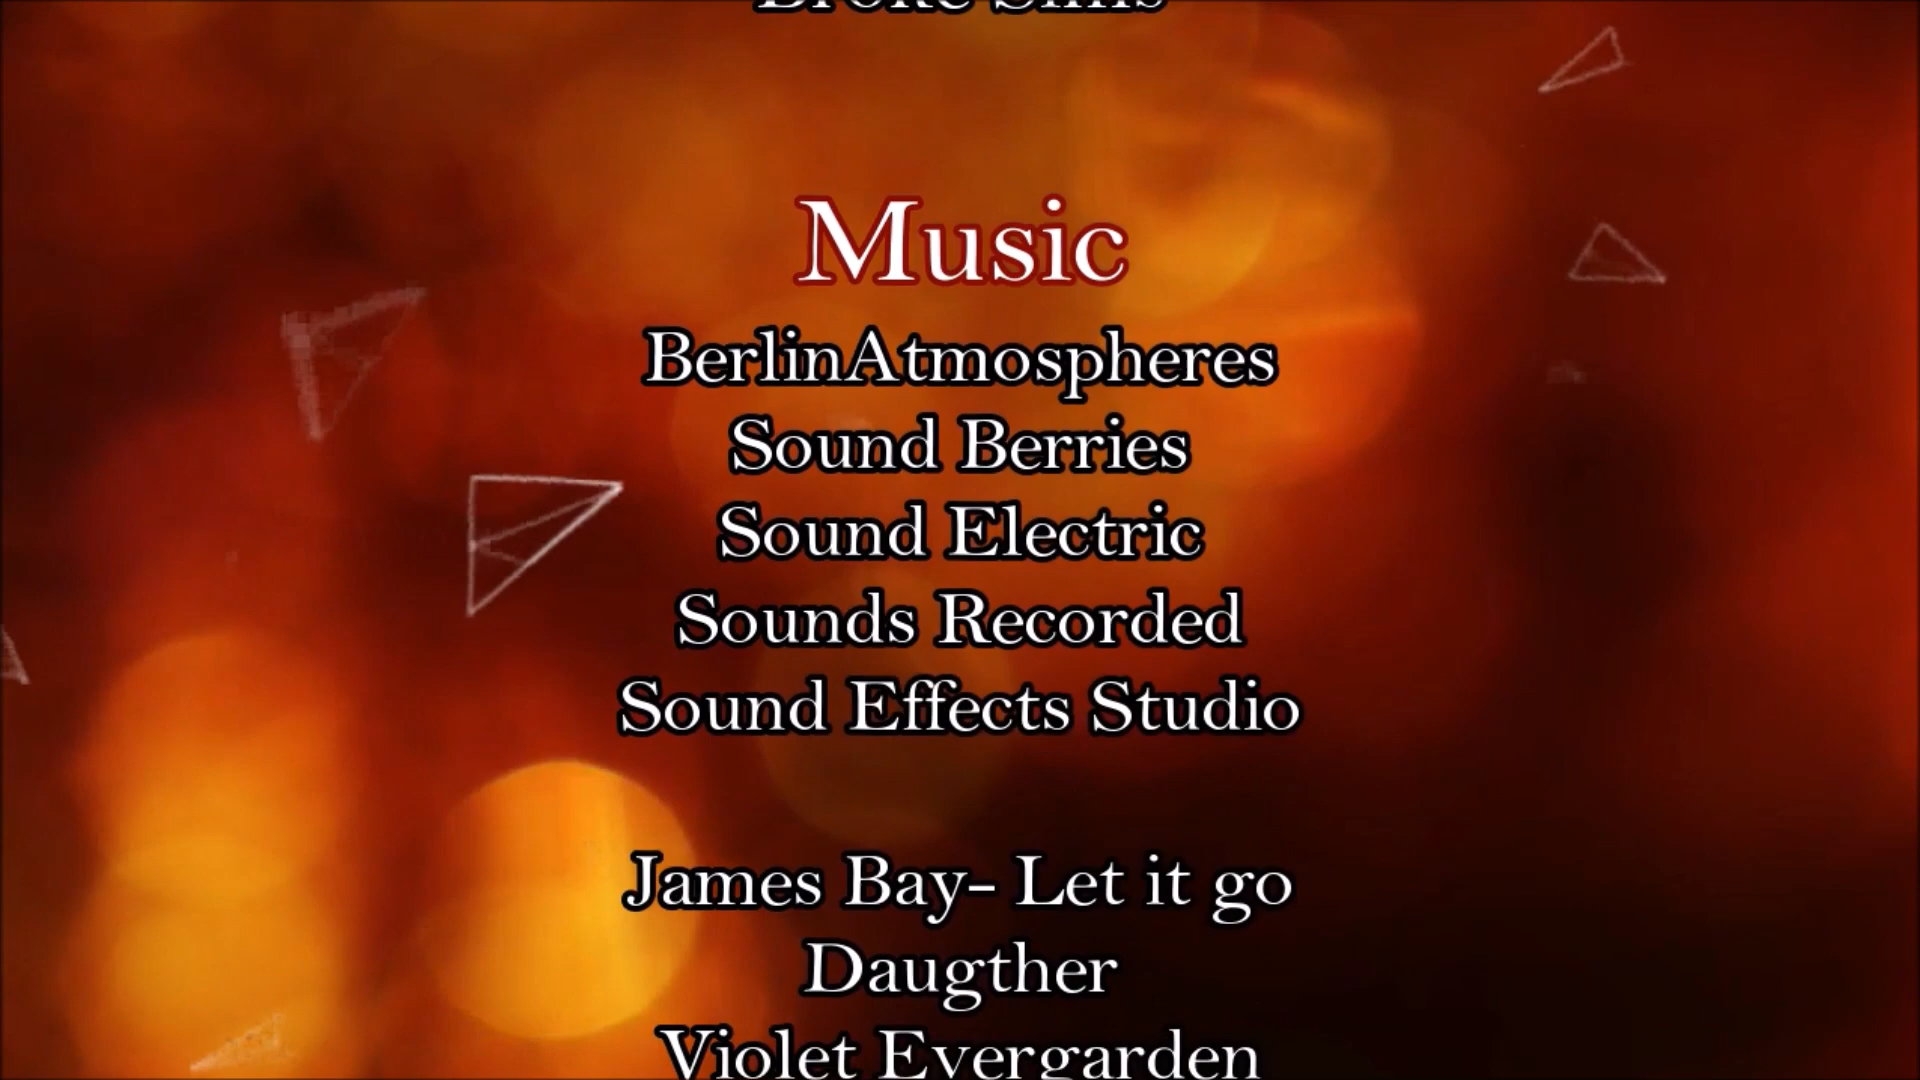 Music
BerlinAtmospheres
Sound Berries
Sound Electric
Sounds Recorded
Sound Effects Studio
James Bay- Let it go
Daugther
Violet Evergarden